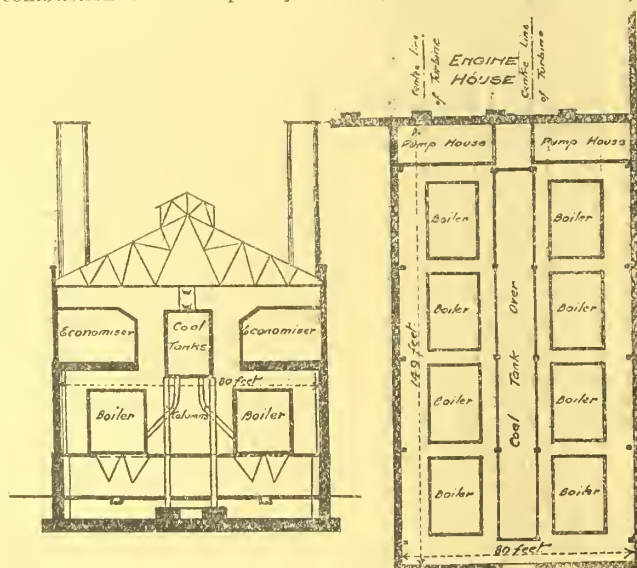 Economiser
Coal
Tanks
Economiser
80 feet
Boiler
Columns
Boiler
Centre Line
of Turbine
ENGINE
HOUSE
Centre Line
of Turbine
Pump House
Pump House
Boiler
Boiler
Boiler
Boiler
Boiler
Boiler
Boiler
Boiler
Coal Tank Over
149 feet
80 feet